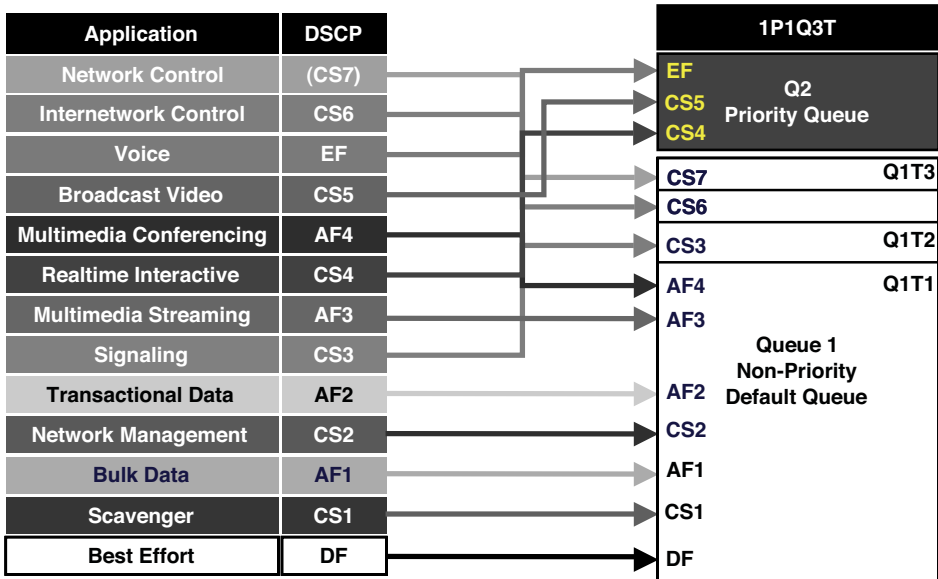 Application DSCP
Network Control (CS7)
Internetwork Control CS6
Voice EF
Broadcast Video CS5
Multimedia Conferencing AF4
Realtime Interactive CS4
Multimedia Streaming AF3
Signaling CS3
Transactional Data AF2
Network Management CS2
Bulk Data AF1
Scavenger CS1
Best Effort DF
1P1Q3T
EF
CS5
CS4
Q2
Priority Queue
CS7 Q1T3
CS6
CS3 Q1T2
AF4 Q1T1
AF3
Queue 1
Non-Priority
Default Queue
AF2
CS2
AF1
CS1
DF